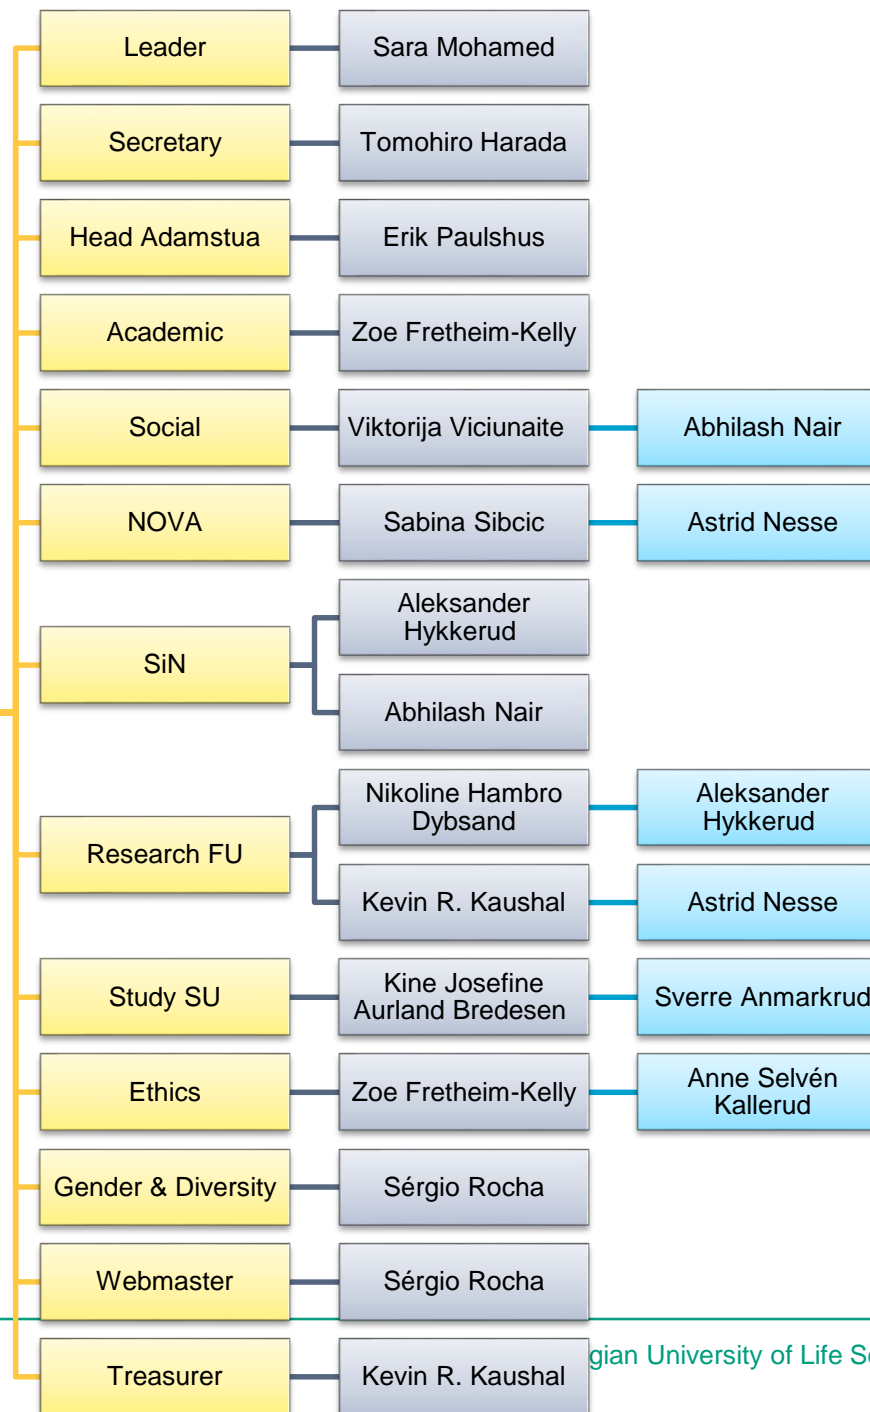 Leader
Sara Mohamed
Secretary
Tomohiro Harada
Head Adamstua
Erik Paulshus
Academic
Zoe Fretheim-Kelly
Social
Viktorija Viciunaite
Abhilash Nair
NOVA
Sabina Sibcic
Astrid Nesse
SiN
Aleksander
Hykkerud
Abhilash Nair
Research FU
Nikoline Hambro
Dybsand
Aleksander
Hykkerud
Kevin R. Kaushal
Astrid Nesse
Study SU
Kine Josefine
Aurland Bredesen
Sverre Anmarkrud
Ethics
Zoe Fretheim-Kelly
Anne Selvén
Kallerud
Gender & Diversity
Sérgio Rocha
Webmaster
Sérgio Rocha
Treasurer
Kevin R. Kaushal
gian University of Life S